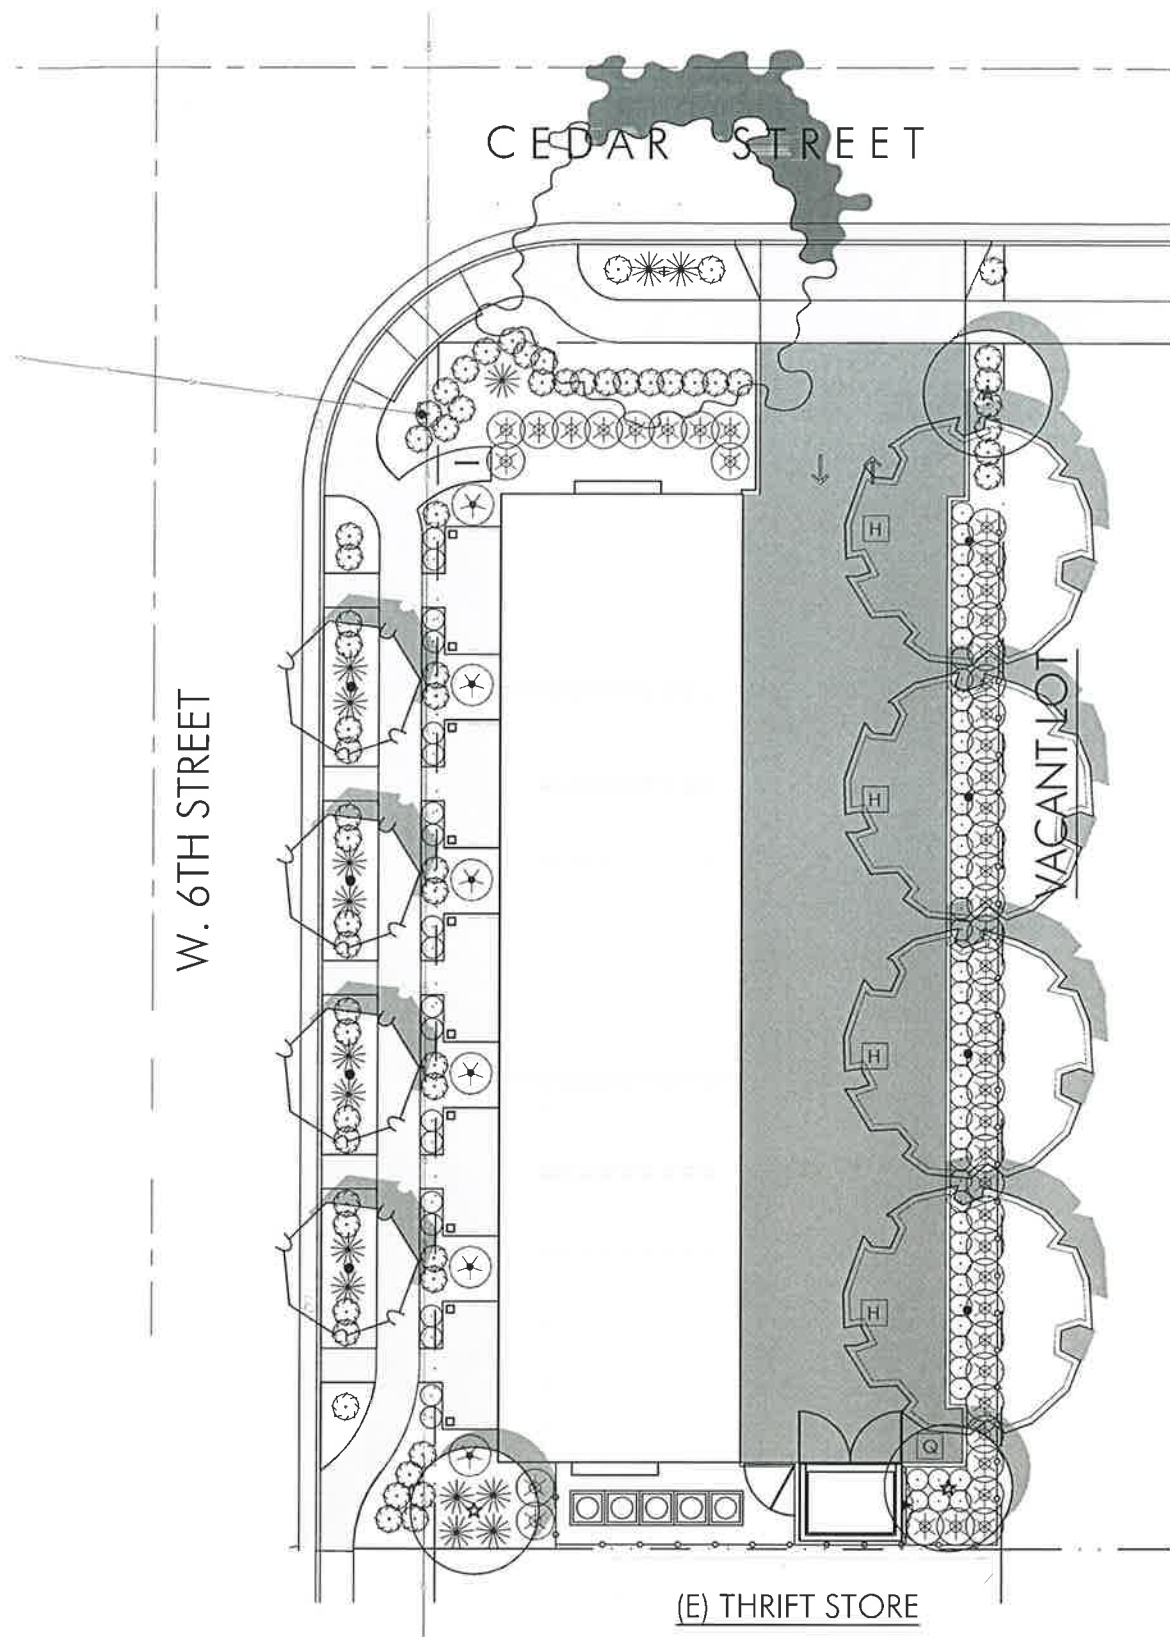 CEDAR STREET
H
W. 6TH STREET
VACANT LOT
H
H
H
Q
(E) THRIFT STORE